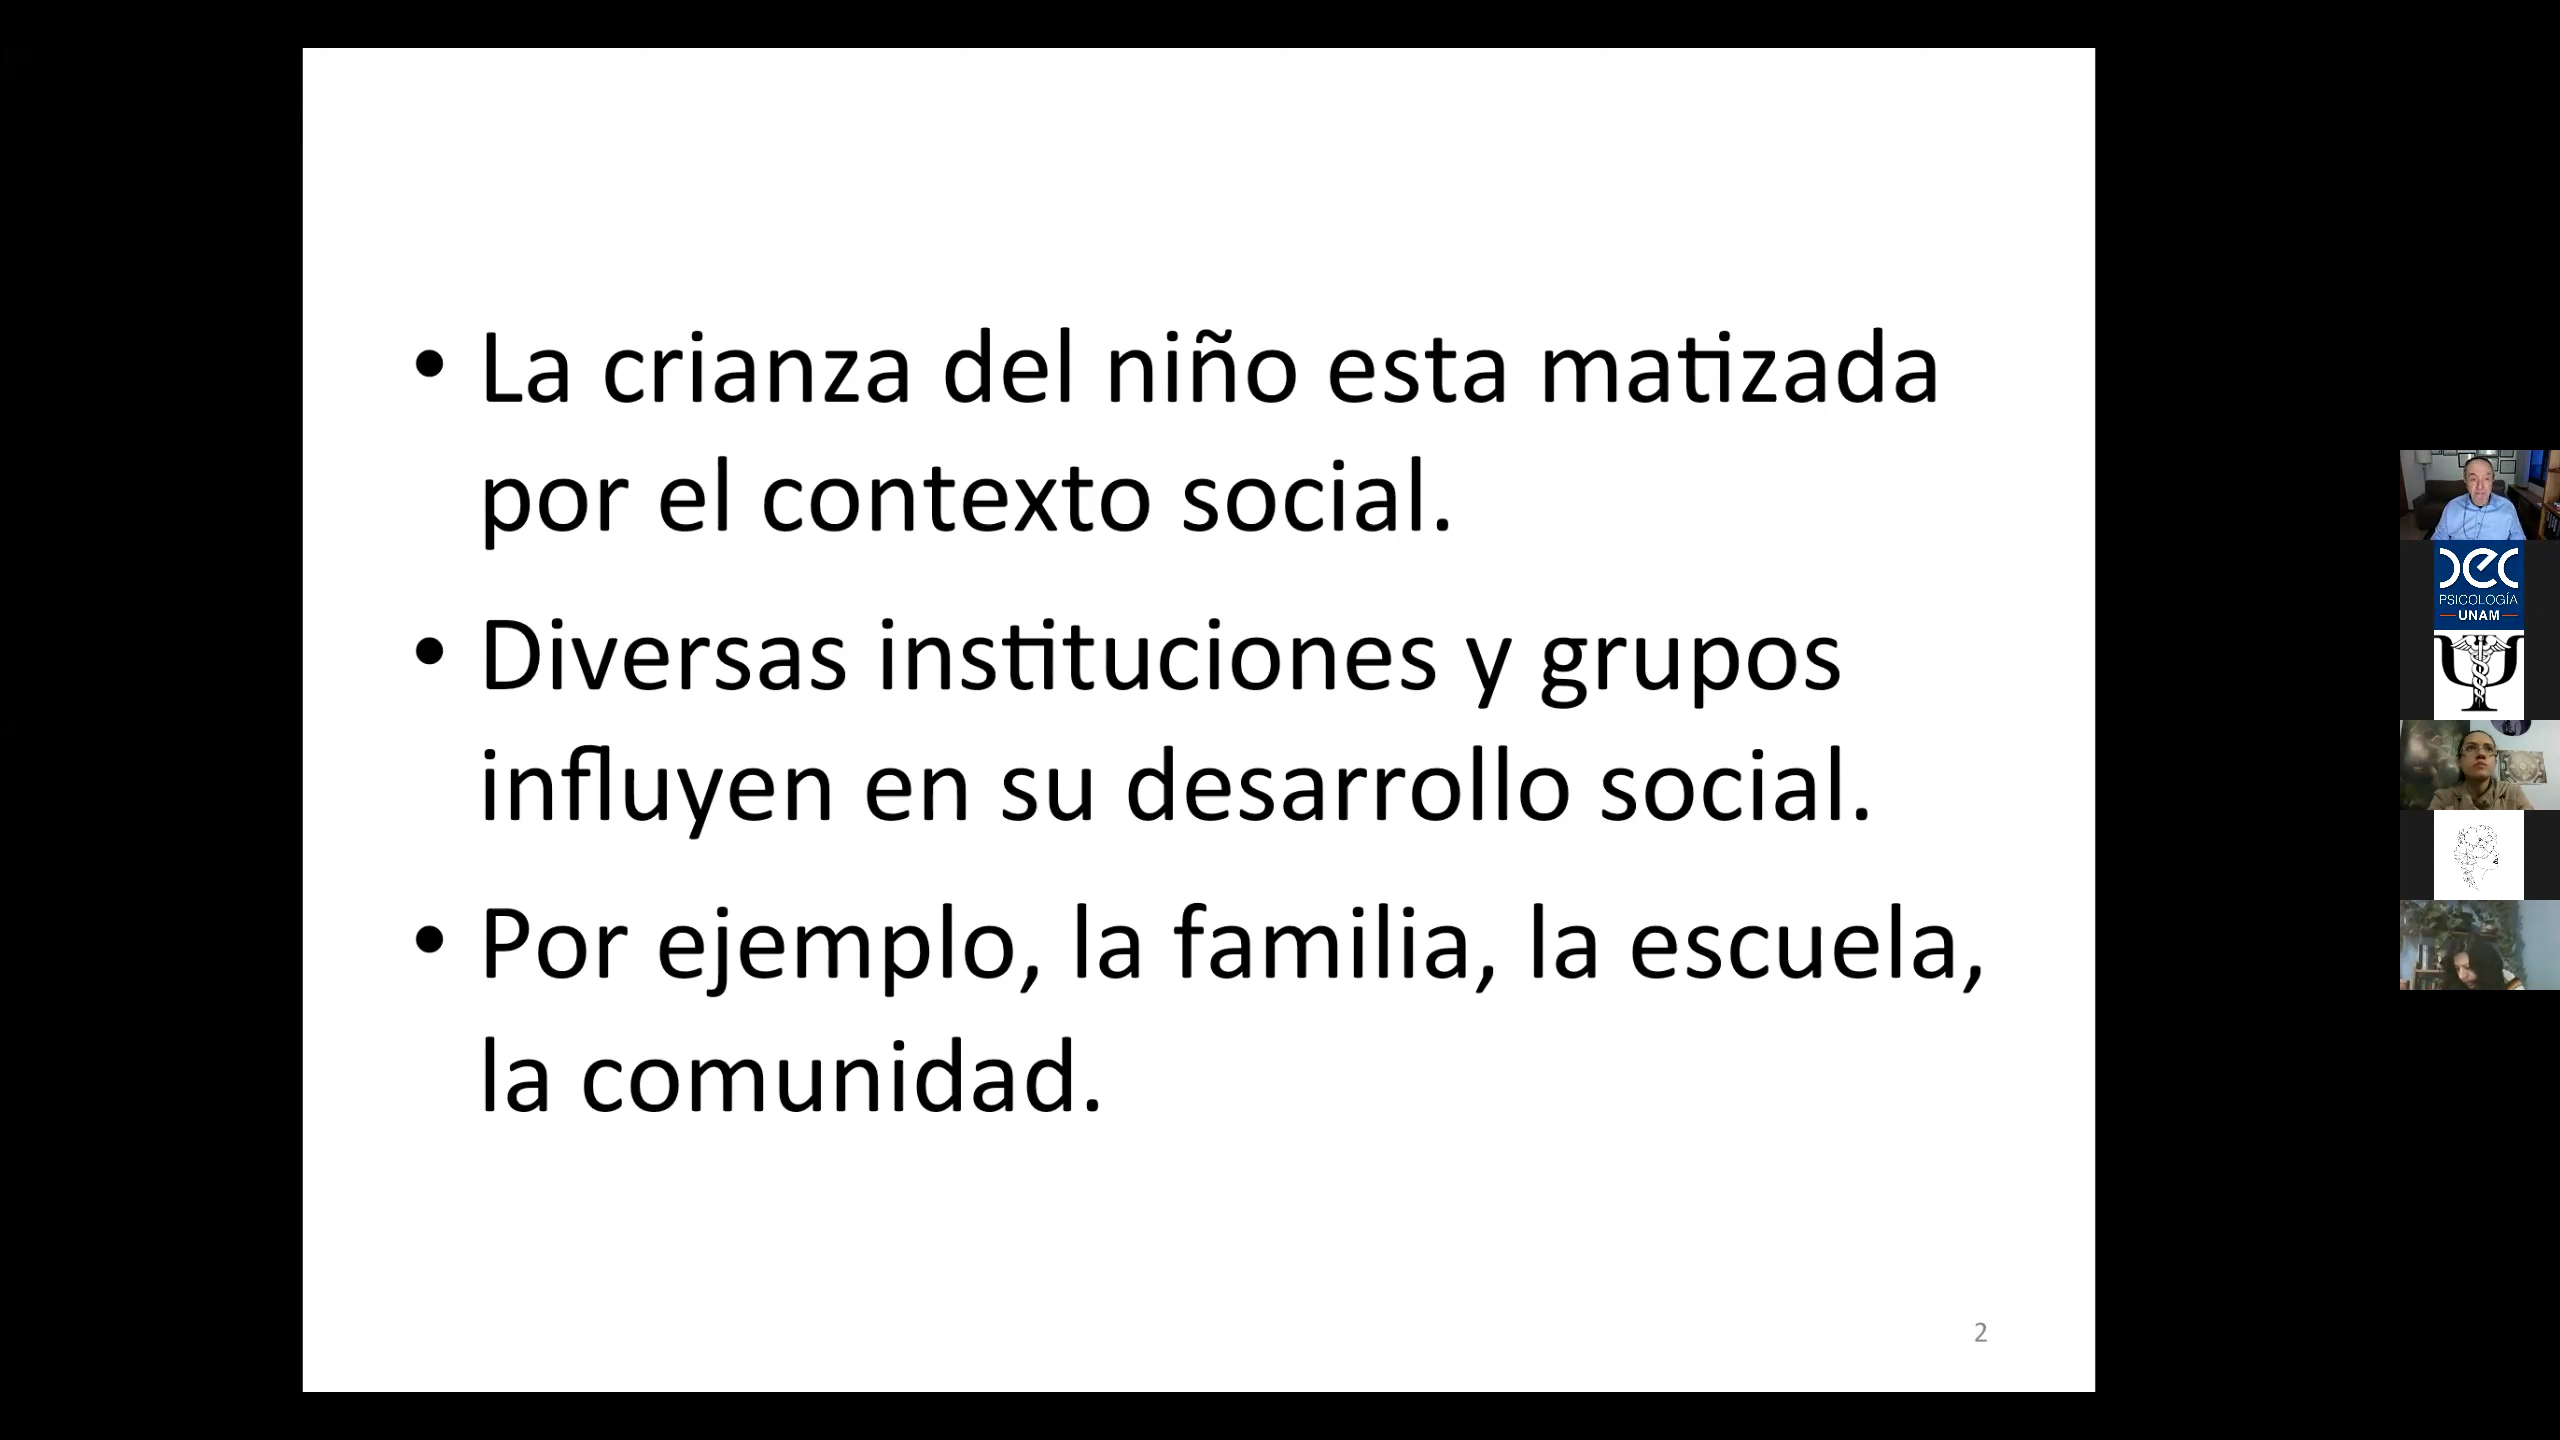 • La crianza del niño esta matizada
por el contexto social.
• Diversas instituciones y grupos
influyen en su desarrollo social.
• Por ejemplo, la familia, la escuela,
la comunidad.
2
DEC
PSICOLOGÍA
UNAM